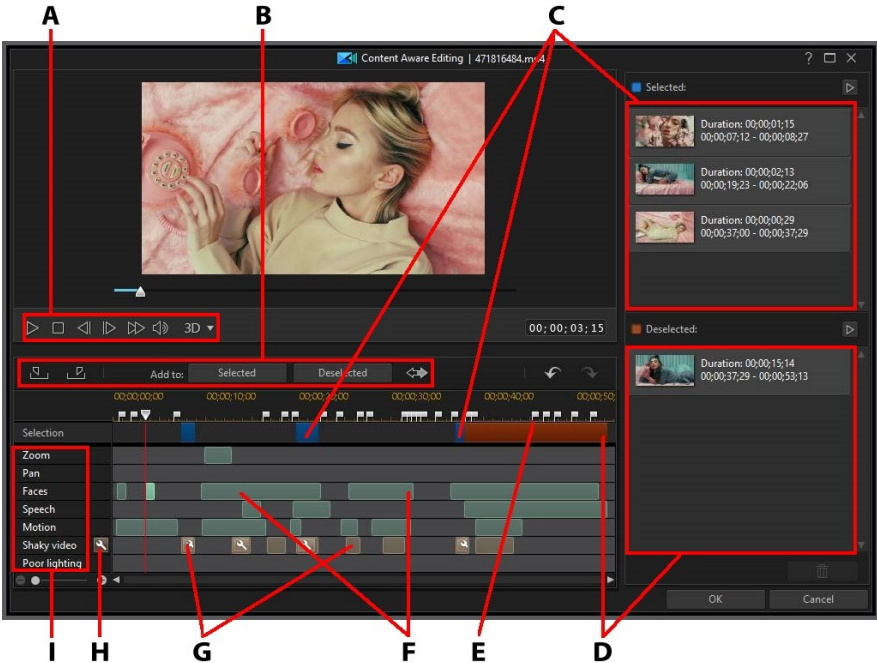 A B C
Content Aware Editing | 471816484.mp4
Selected:
Duration: 00;00;01;15
00;00;07;12 - 00;00;08;27
Duration: 00;00;02;13
00;00;19;23 - 00;00;22;06
Duration: 00;00;00;29
00;00;37;00 - 00;00;37;29
3D
00; 00; 03; 15
Deselected:
Duration: 00;00;15;14
00;00;37;29 - 00;00;53;13
Add to: Selected Deselected
00;00;00;00 00;00;10;00 00;00;20;00 00;00;30;00 00;00;40;00 00;00;50;
Selection
Zoom
Pan
Faces
Speech
Motion
Shaky video
Poor lighting
OK Cancel
I H G F E D